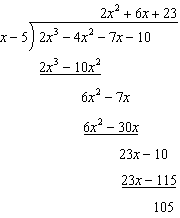 2x² + 6x + 23
x − 5) 2x³ − 4x² − 7x − 10
2x³ − 10x²
6x² − 7x
6x² − 30x
23x − 10
23x − 115
105